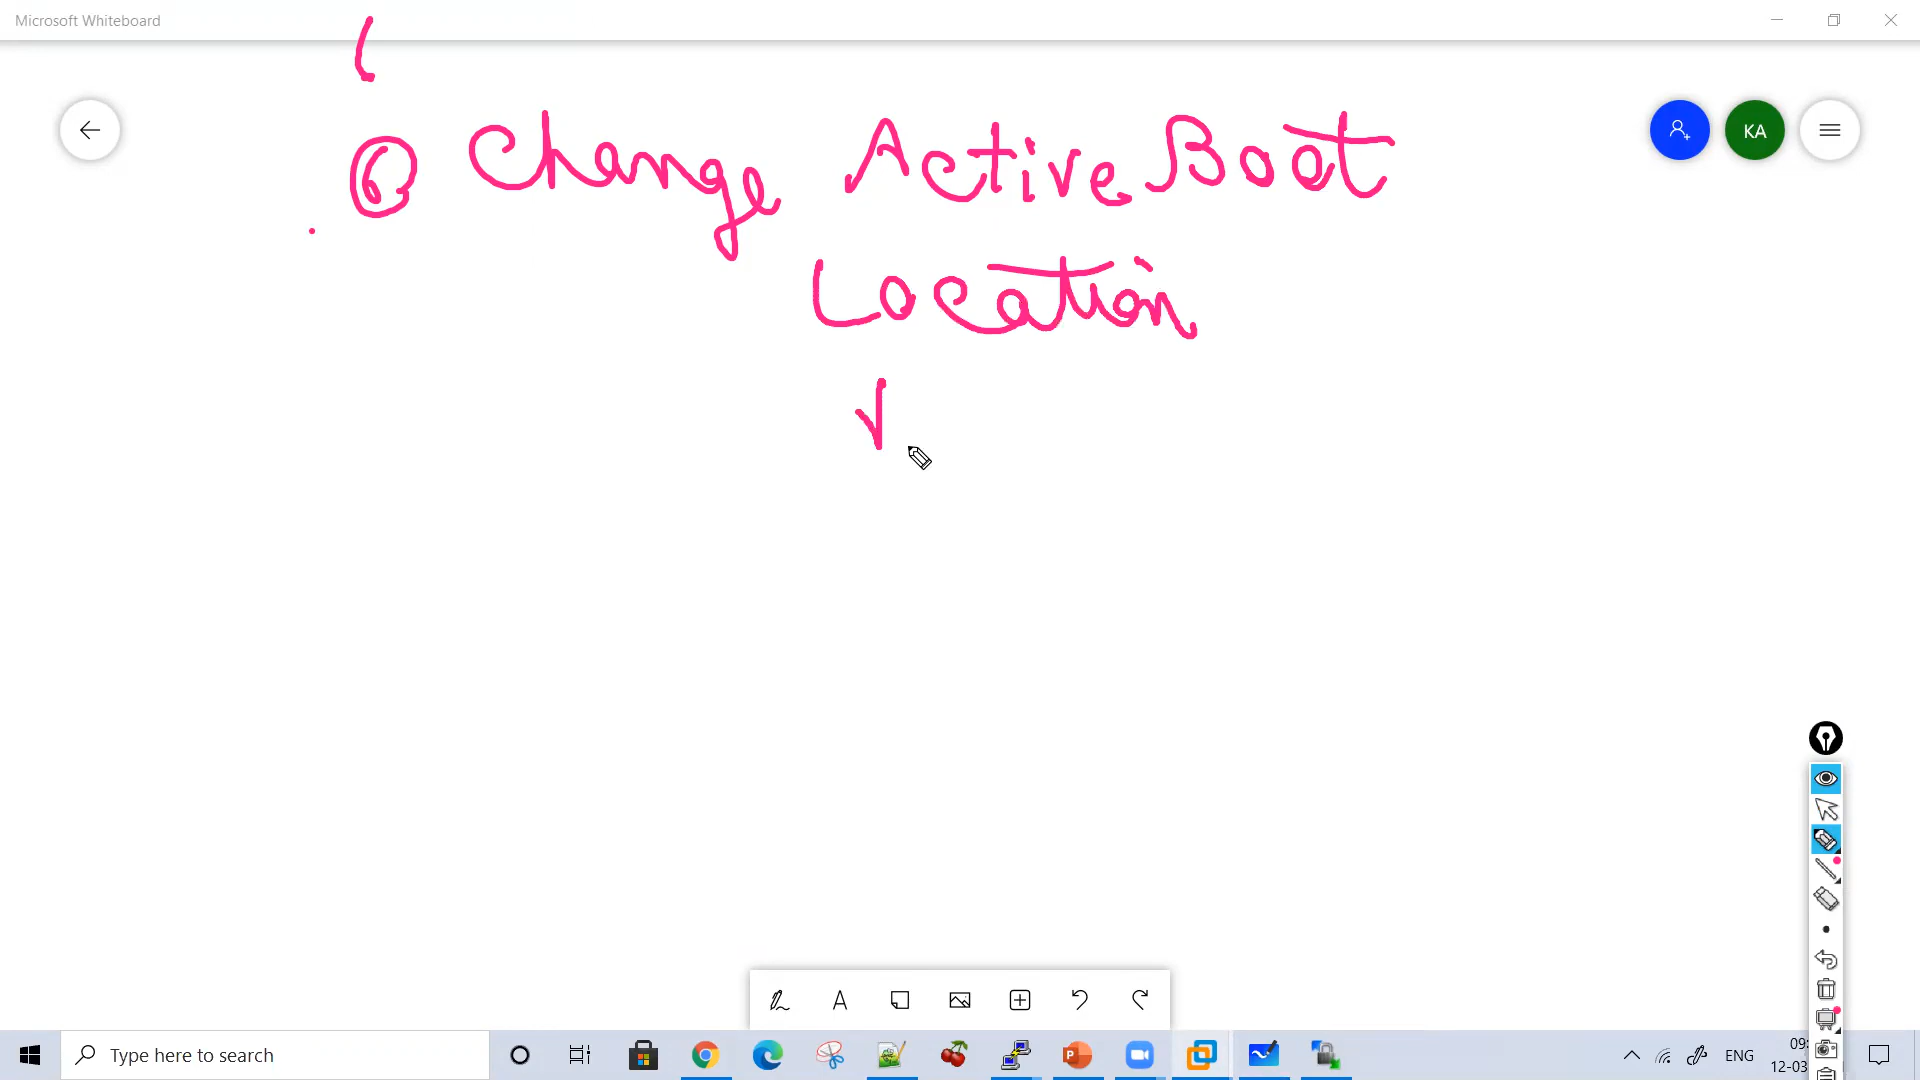 Microsoft Whiteboard
KA
⑥ Change Active Boot
Location
Type here to search
ENG